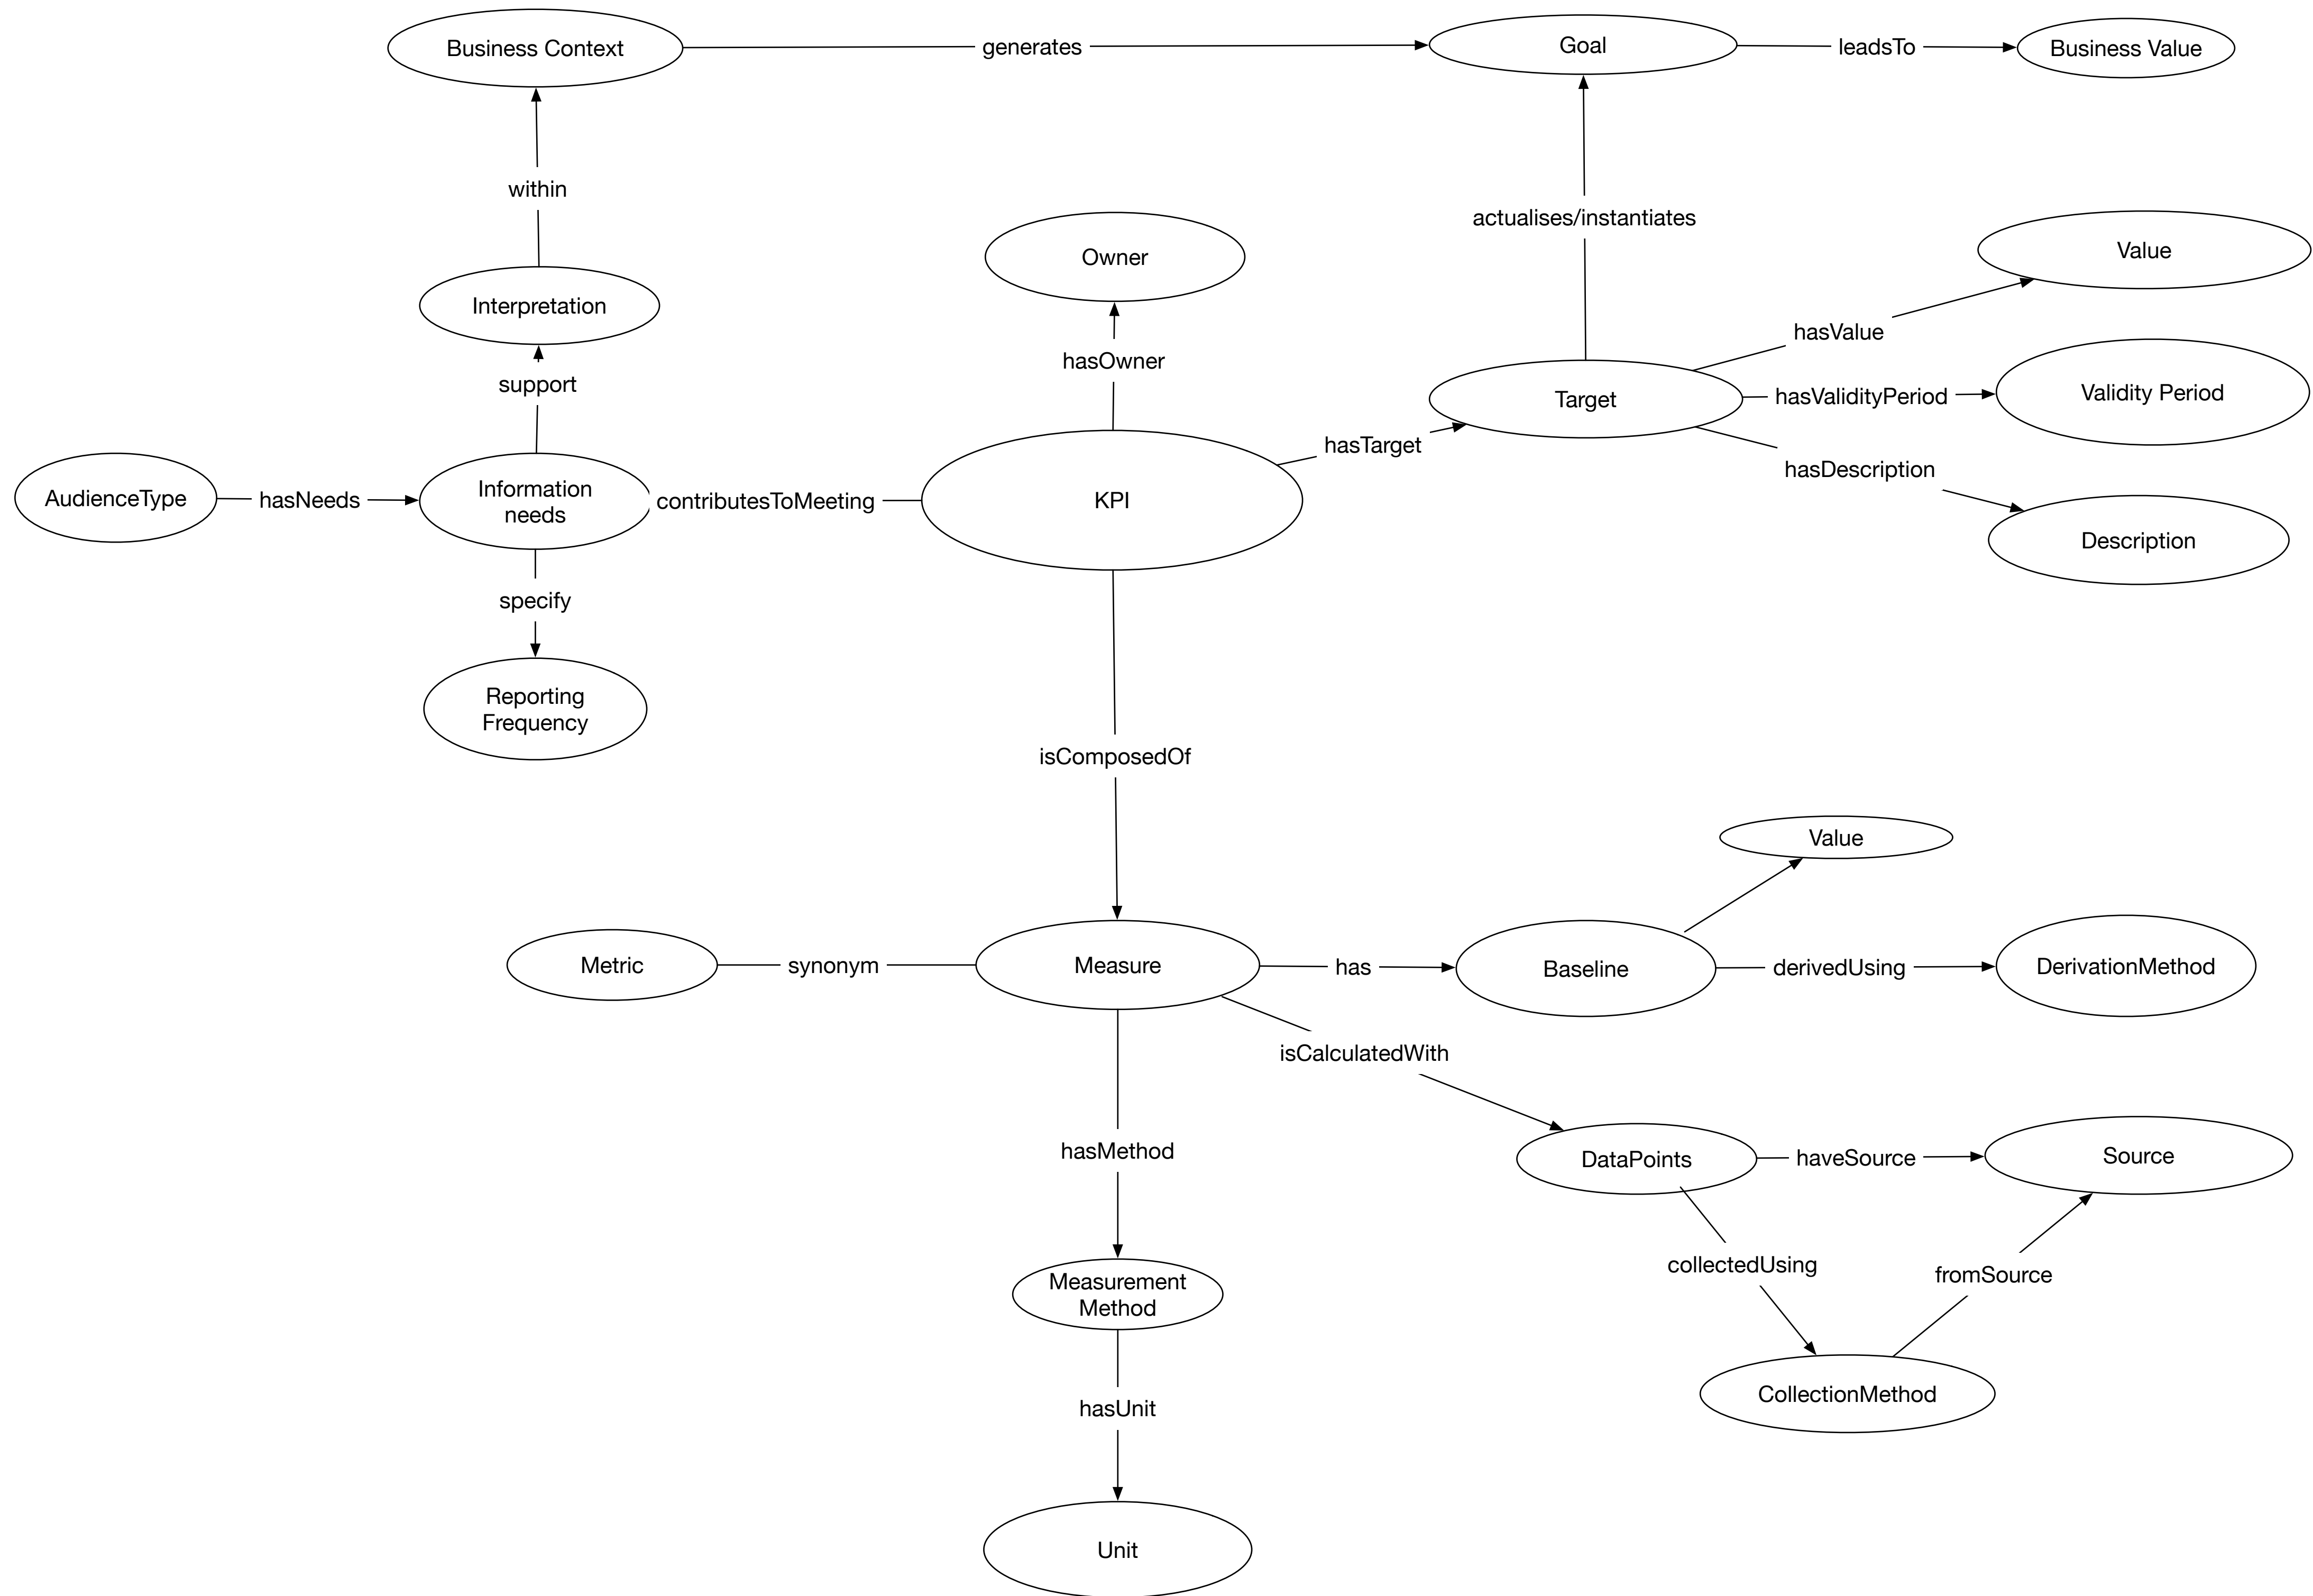 Business Context
generates
Goal
leadsTo
Business Value
within
actualises/instantiates
Owner
Value
Interpretation
hasValue
hasOwner
support
Target
hasValidityPeriod
Validity Period
hasTarget
hasDescription
AudienceType
hasNeeds
Information
needs
contributesToMeeting
KPI
Description
specify
Reporting
Frequency
isComposedOf
Value
Metric
synonym
Measure
has
Baseline
derivedUsing
DerivationMethod
isCalculatedWith
hasMethod
DataPoints
haveSource
Source
collectedUsing
fromSource
Measurement
Method
CollectionMethod
hasUnit
Unit